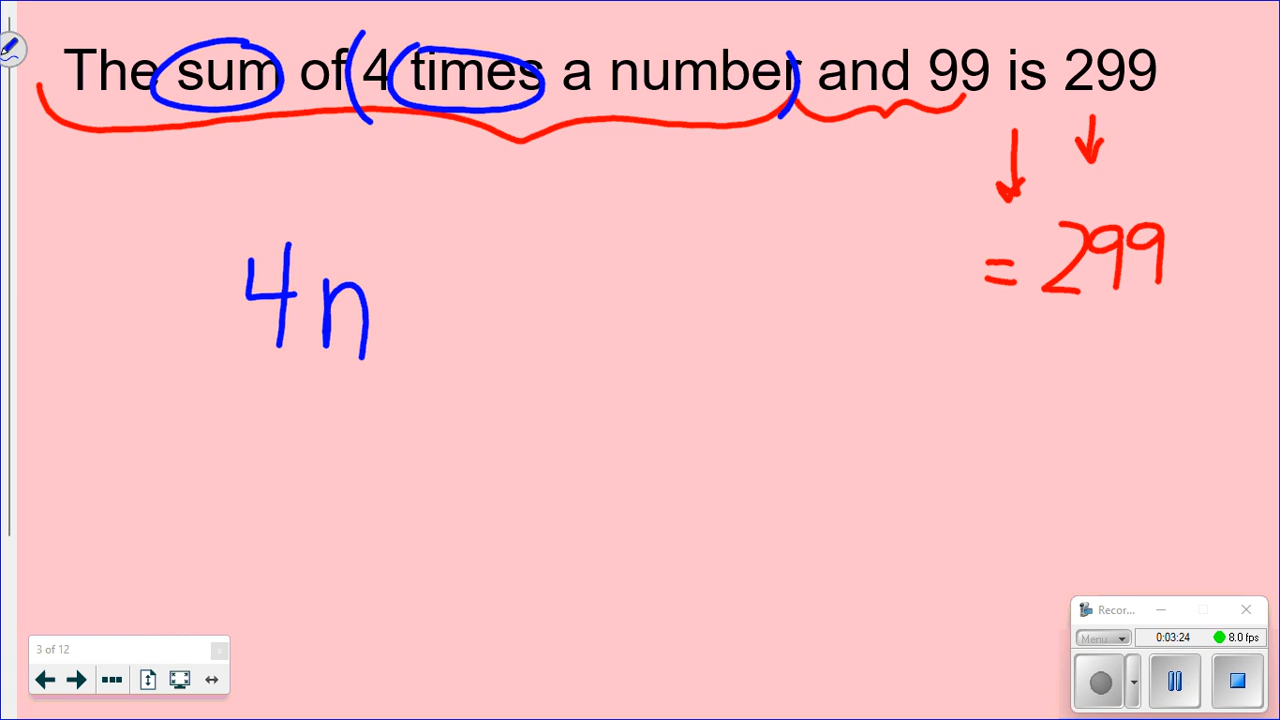 The sum of (4 times a number) and 99 is 299
4n
= 299
3 of 12
Recor...
Menu
0:03:24
8.0 fps